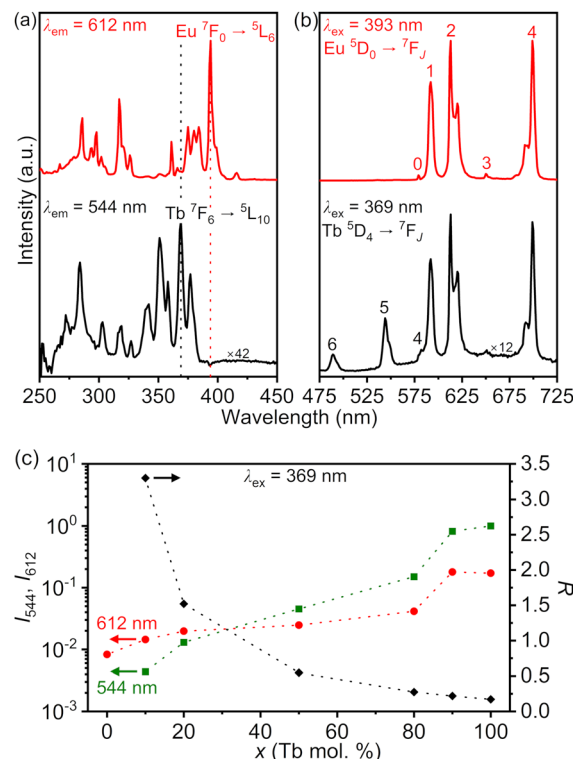 (a)
λem = 612 nm
Eu ⁷F₀ → ⁵L₆
λem = 544 nm
Tb ⁷F₆ → ⁵L₁₀
×42
250 300 350 400 450
(b)
λex = 393 nm
Eu ⁵D₀ → ⁷FJ
0 1 2 3 4
λex = 369 nm
Tb ⁵D₄ → ⁷FJ
6 5 4
×12
475 525 575 625 675 725
Intensity (a.u.)
Wavelength (nm)
Wavelength (nm)
(c)
λex = 369 nm
612 nm
544 nm
10¹
10⁰
10⁻¹
10⁻²
10⁻³
I₅₄₄, I₆₁₂
3.5
3.0
2.5
2.0
1.5
1.0
0.5
0.0
R
0 20 40 60 80 100
x (Tb mol. %)